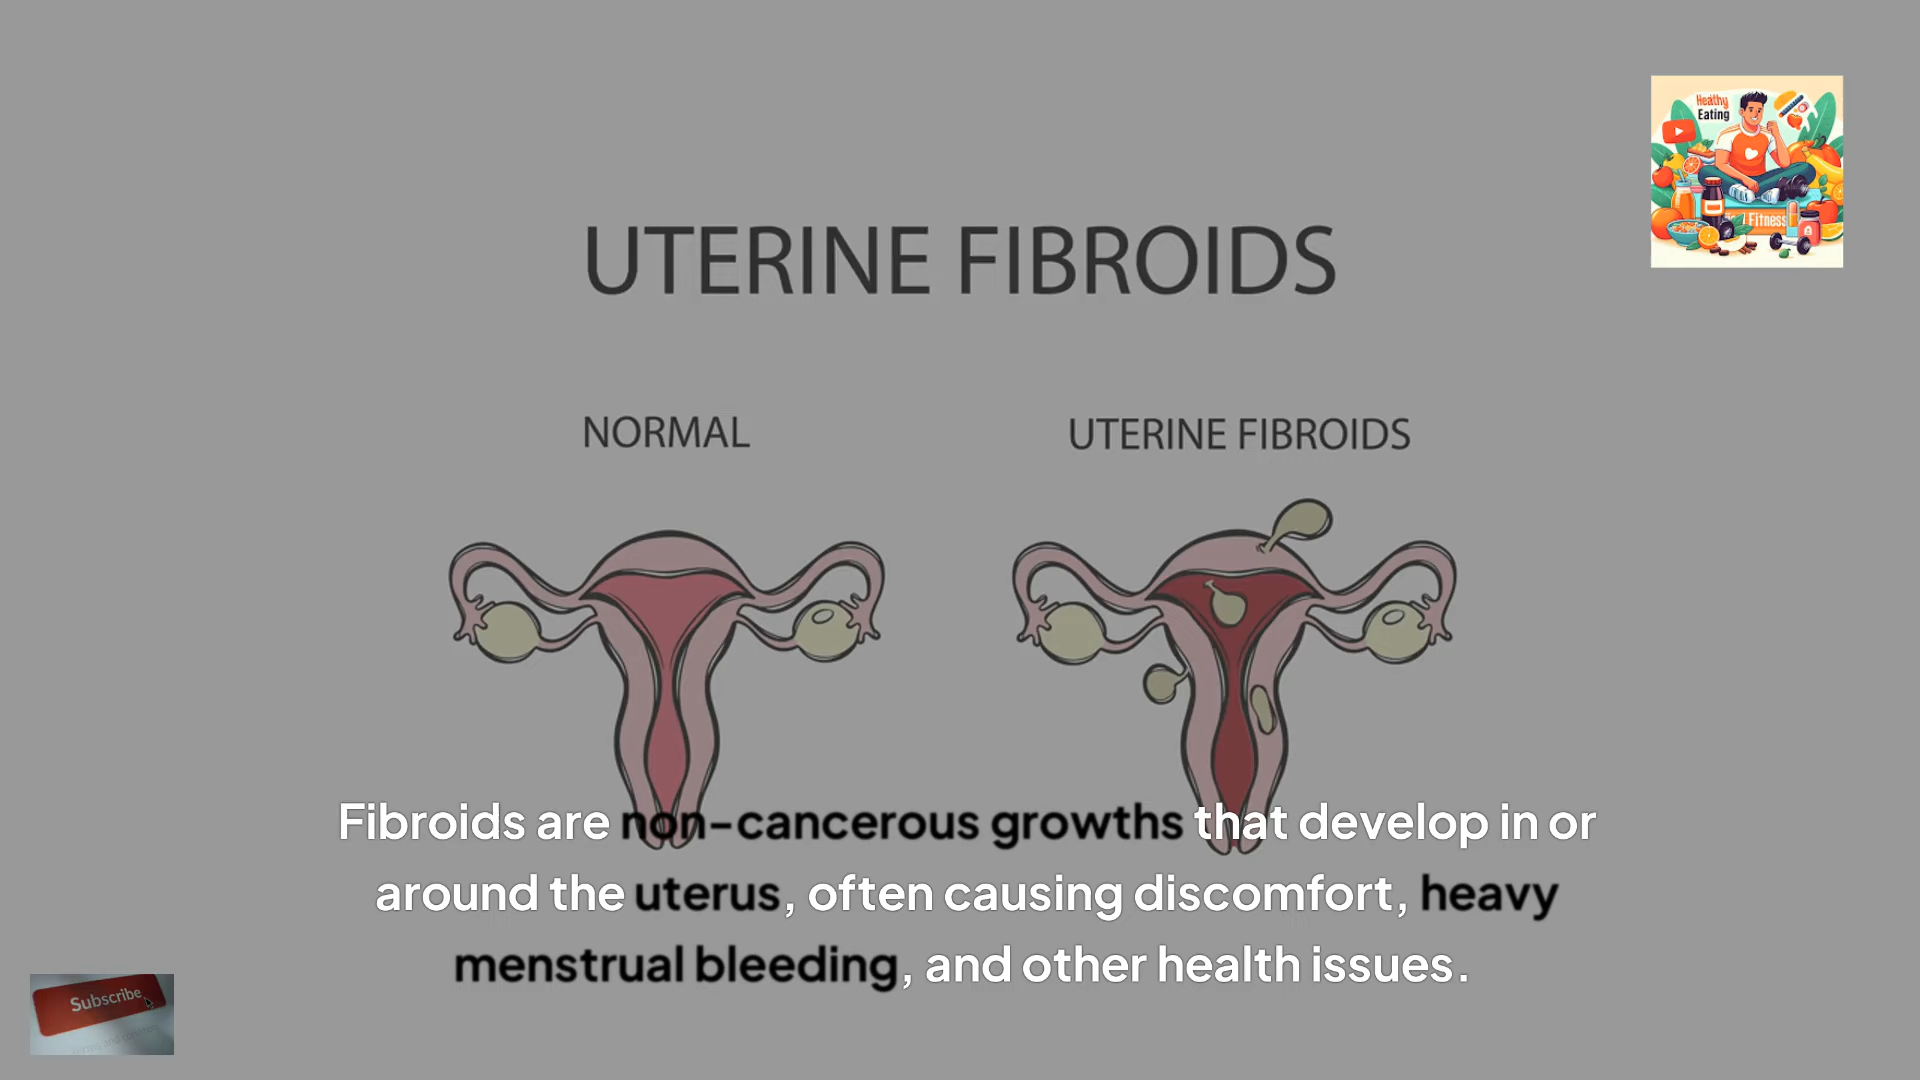 Healthy
Eating
UTERINE FIBROIDS
NORMAL
UTERINE FIBROIDS
Fitness
Fibroids are non-cancerous growths that develop in or
around the uterus, often causing discomfort, heavy
menstrual bleeding, and other health issues.
Subscribe